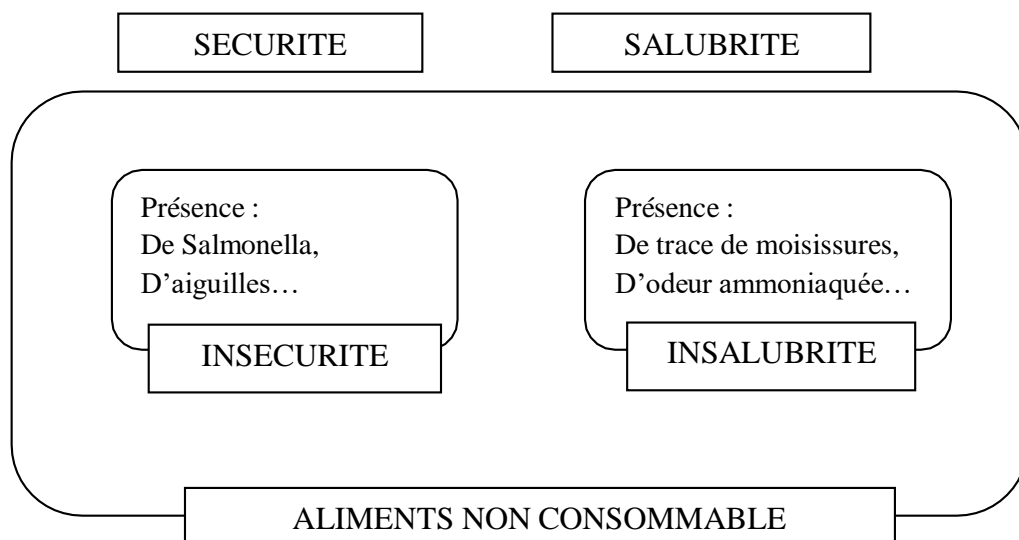 SECURITE
SALUBRITE
Présence :
De Salmonella,
D’aiguilles…
INSECURITE
Présence :
De trace de moisissures,
D’odeur ammoniaquée…
INSALUBRITE
ALIMENTS NON CONSOMMABLE